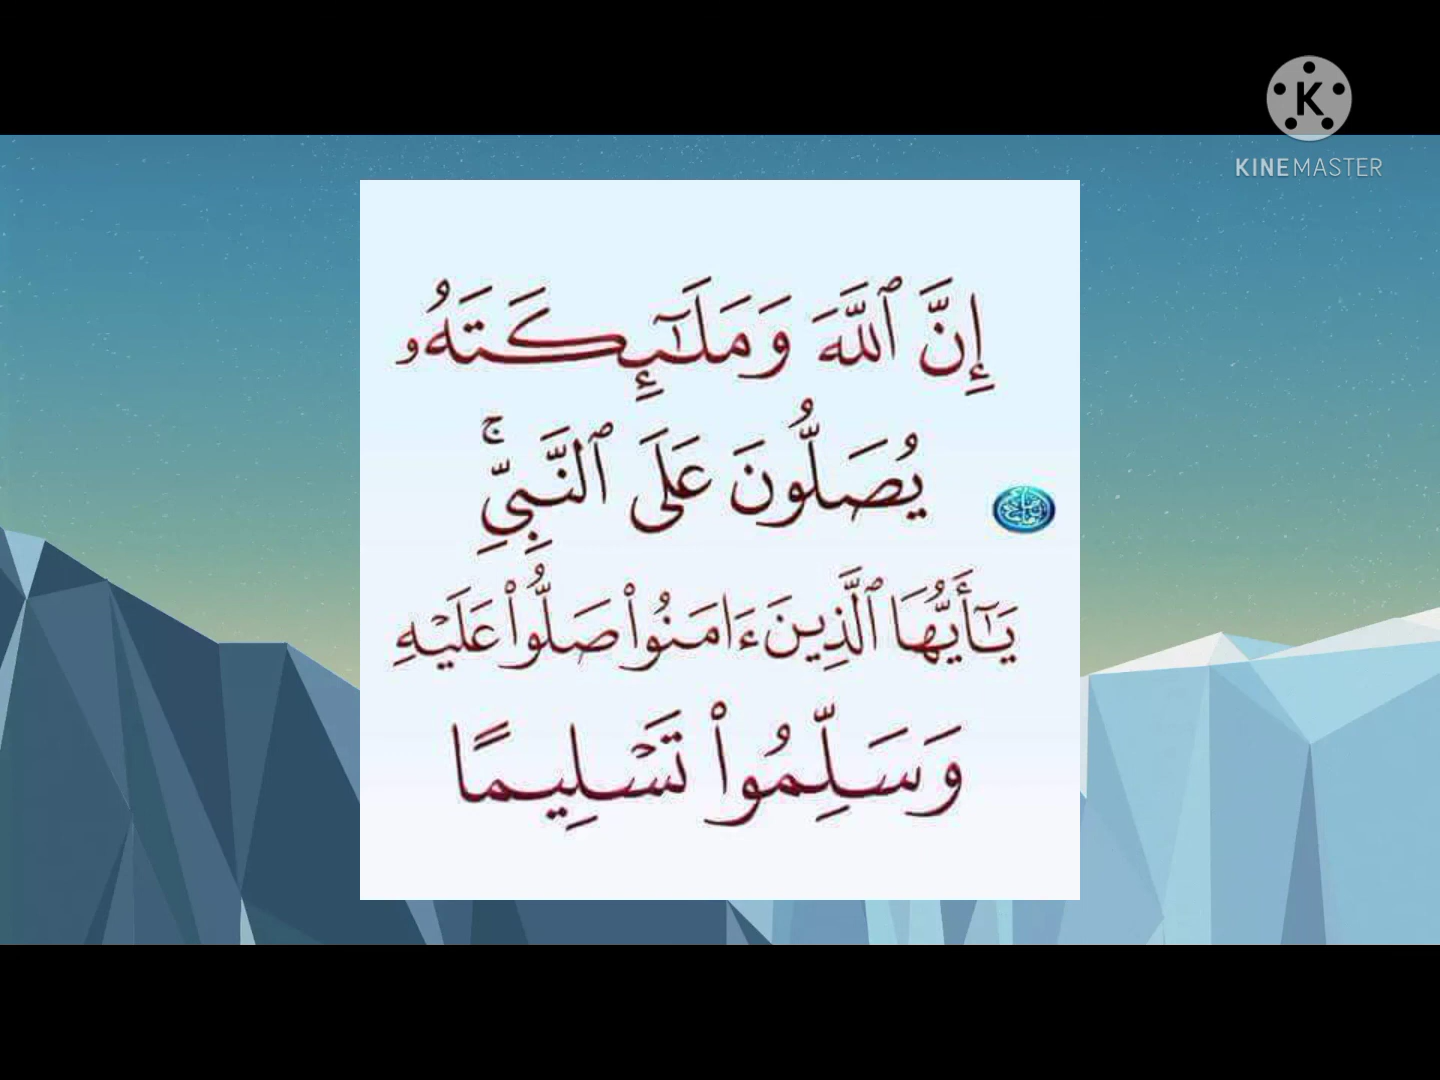 KINEMASTER
إِنَّ ٱللَّهَ وَمَلَـٰٓئِكَتَهُۥ
يُصَلُّونَ عَلَى ٱلنَّبِىِّۚ
يَـٰٓأَيُّهَا ٱلَّذِينَ ءَامَنُوا۟ صَلُّوا۟ عَلَيْهِ
وَسَلِّمُوا۟ تَسْلِيمًا